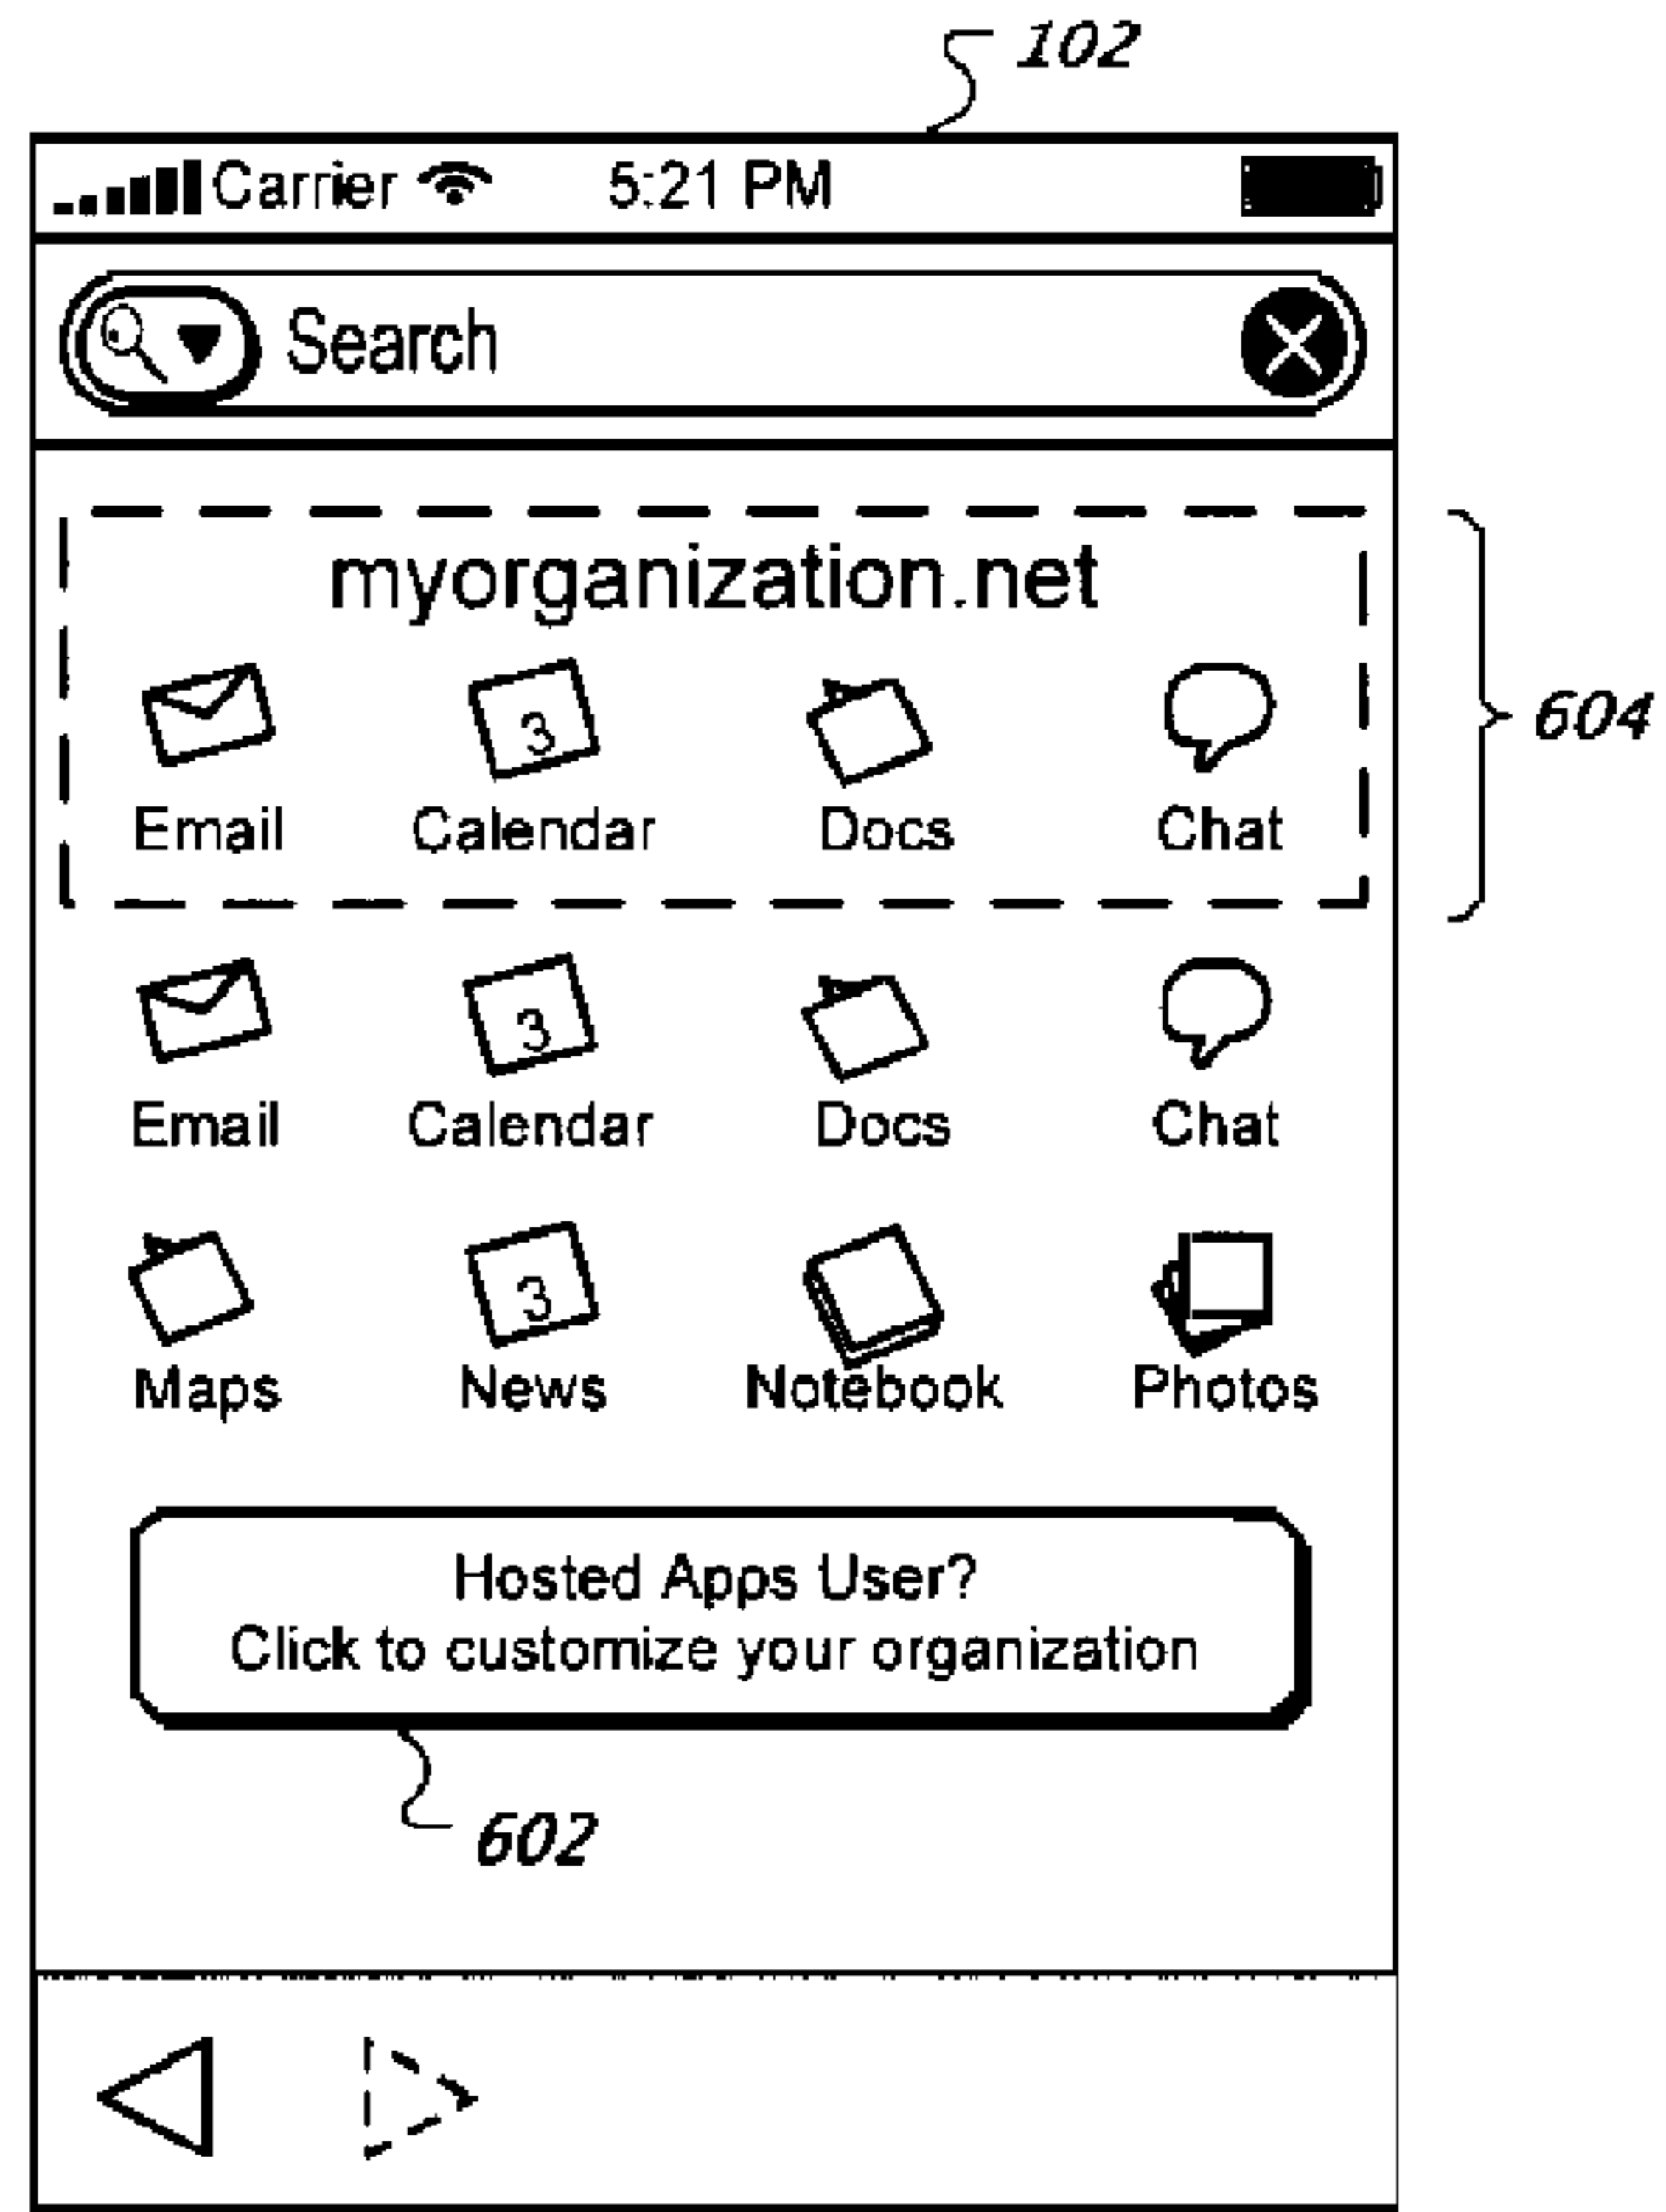 102
Carrier 5:21 PM
Search
myorganization.net
3
Email Calendar Docs Chat
604
3
Email Calendar Docs Chat
3
Maps News Notebook Photos
Hosted Apps User?
Click to customize your organization
602